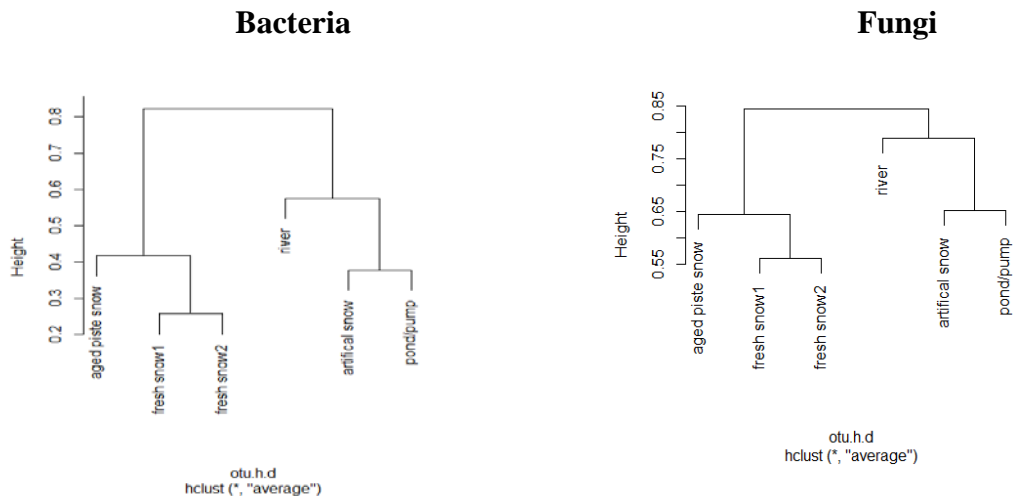 Bacteria
Height
0.2 0.3 0.4 0.5 0.6 0.7 0.8
aged piste snow
fresh snow1
fresh snow2
river
artifical snow
pond/pump
otu.h.d
hclust (*, "average")
Fungi
Height
0.55 0.65 0.75 0.85
aged piste snow
fresh snow1
fresh snow2
river
artifical snow
pond/pump
otu.h.d
hclust (*, "average")